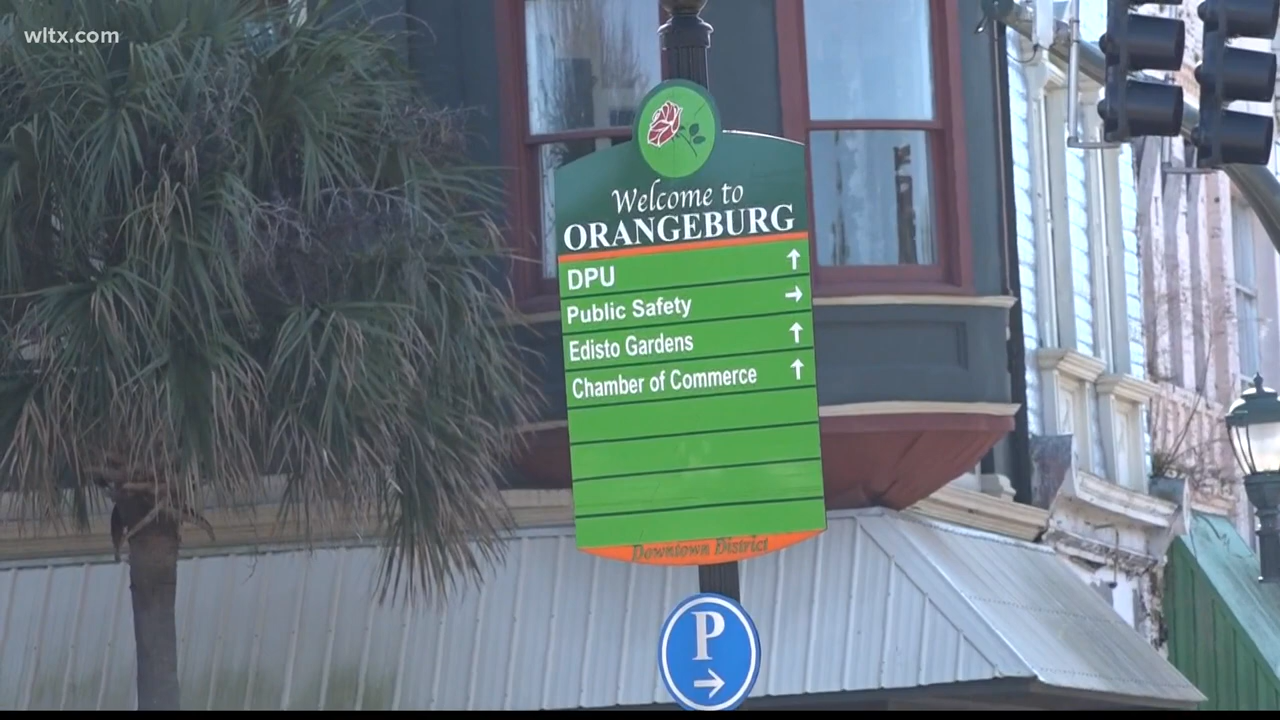 wltx.com
Welcome to
ORANGEBURG
DPU ↑
Public Safety →
Edisto Gardens ↑
Chamber of Commerce ↑
Downtown District
P
→